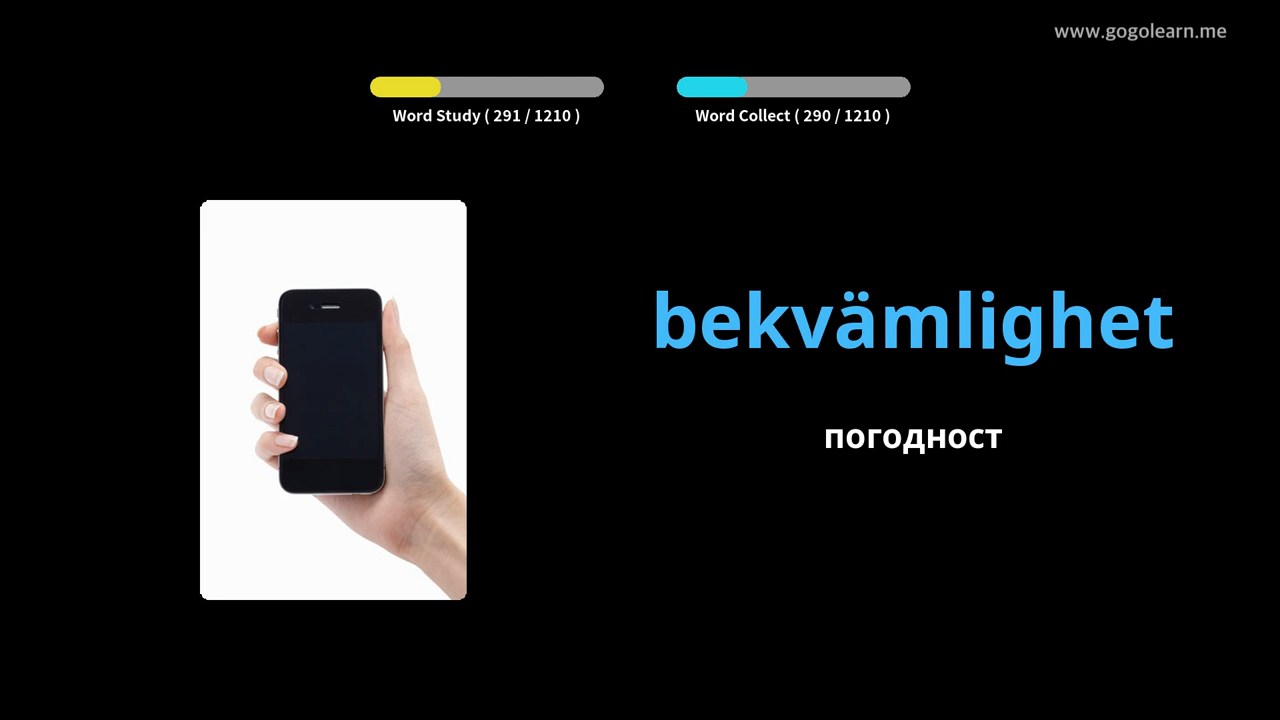 www.gogolearn.me
Word Study ( 291 / 1210 )
Word Collect ( 290 / 1210 )
bekvämlighet
погодност